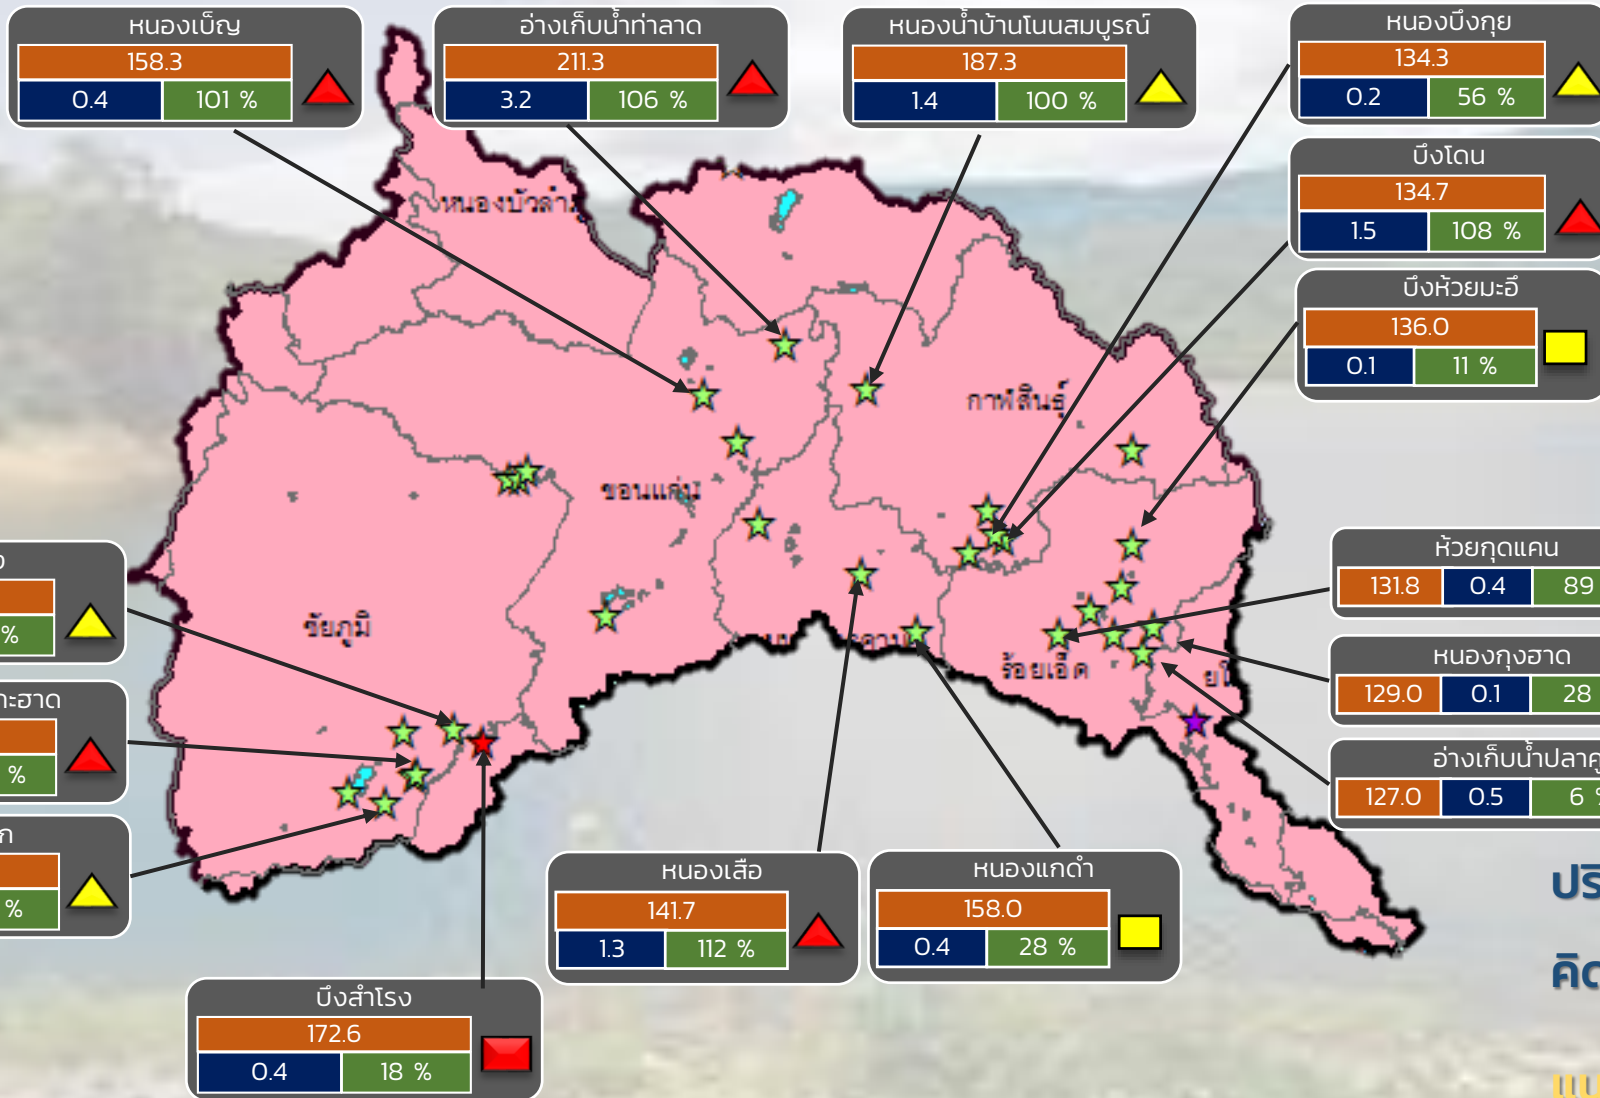 หนองเบ็ญ
158.3
0.4 101 %
อ่างเก็บน้ำท่าลาด
211.3
3.2 106 %
หนองน้ำบ้านโนนสมบูรณ์
187.3
1.4 100 %
หนองบึงกุย
134.3
0.2 56 %
บึงโดน
134.7
1.5 108 %
บึงห้วยมะอี
136.0
0.1 11 %
หนองบัวลำภู
กาฬสินธุ์
ขอนแก่น
ชัยภูมิ
ร้อยเอ็ด
%
ะฮาด
%
ก
%
ห้วยกุดแคน
131.8 0.4 89
หนองกุงฮาด
129.0 0.1 28
อ่างเก็บน้ำปลาคู
127.0 0.5 6 %
หนองเสือ
141.7
1.3 112 %
หนองแกดำ
158.0
0.4 28 %
บึงสำโรง
172.6
0.4 18 %
ปริ
คิด